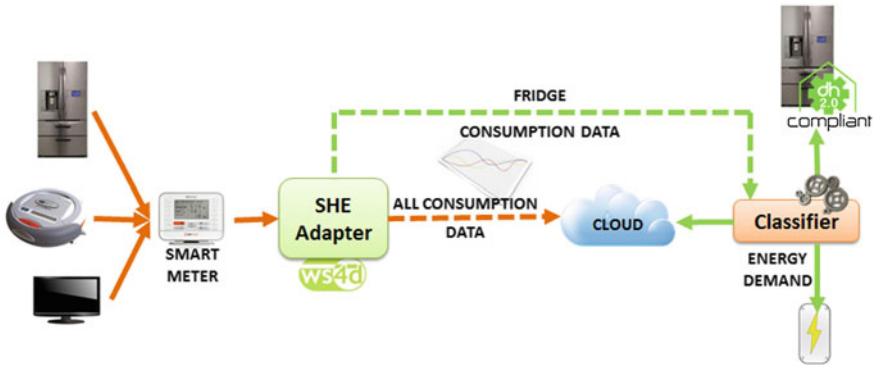 FRIDGE
CONSUMPTION DATA
dh
2.0
compliant
SMART
METER
SHE
Adapter
ws4d
ALL CONSUMPTION
DATA
CLOUD
Classifier
ENERGY
DEMAND